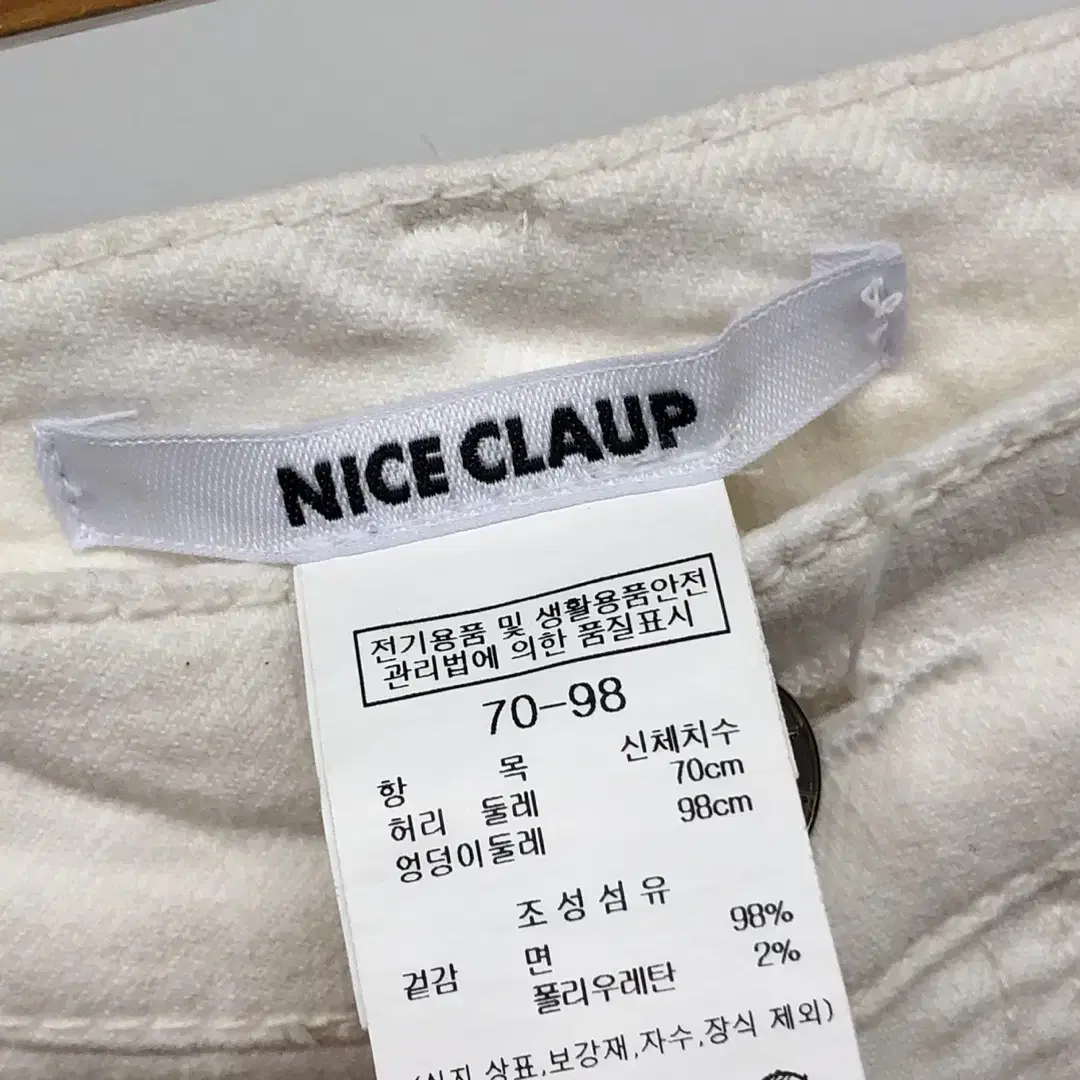 NICE CLAUP
전기용품 및 생활용품안전
관리법에 의한 품질표시
70-98
항 목 신체치수
허리 둘레 70cm
엉덩이둘레 98cm
조성섬유
겉감 면 98%
폴리우레탄 2%
상표,보강재,자수,장식 제외)